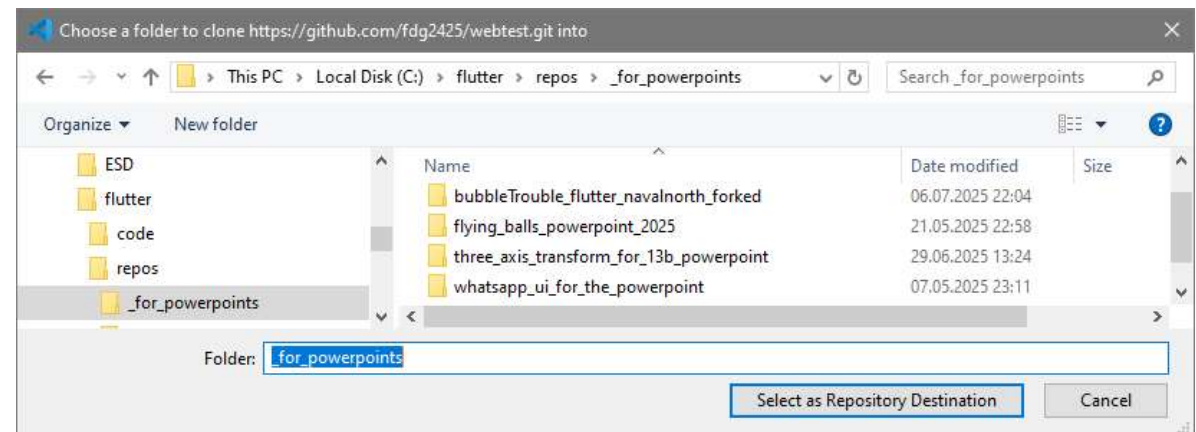 Choose a folder to clone https://github.com/fdg2425/webtest.git into
This PC > Local Disk (C:) > flutter > repos > _for_powerpoints
Search _for_powerpoints
Organize
New folder
ESD
flutter
code
repos
_for_powerpoints
Name Date modified Size
bubbleTrouble_flutter_navalnorth_forked 06.07.2025 22:04
flying_balls_powerpoint_2025 21.05.2025 22:58
three_axis_transform_for_13b_powerpoint 29.06.2025 13:24
whatsapp_ui_for_the_powerpoint 07.05.2025 23:11
Folder: _for_powerpoints
Select as Repository Destination Cancel